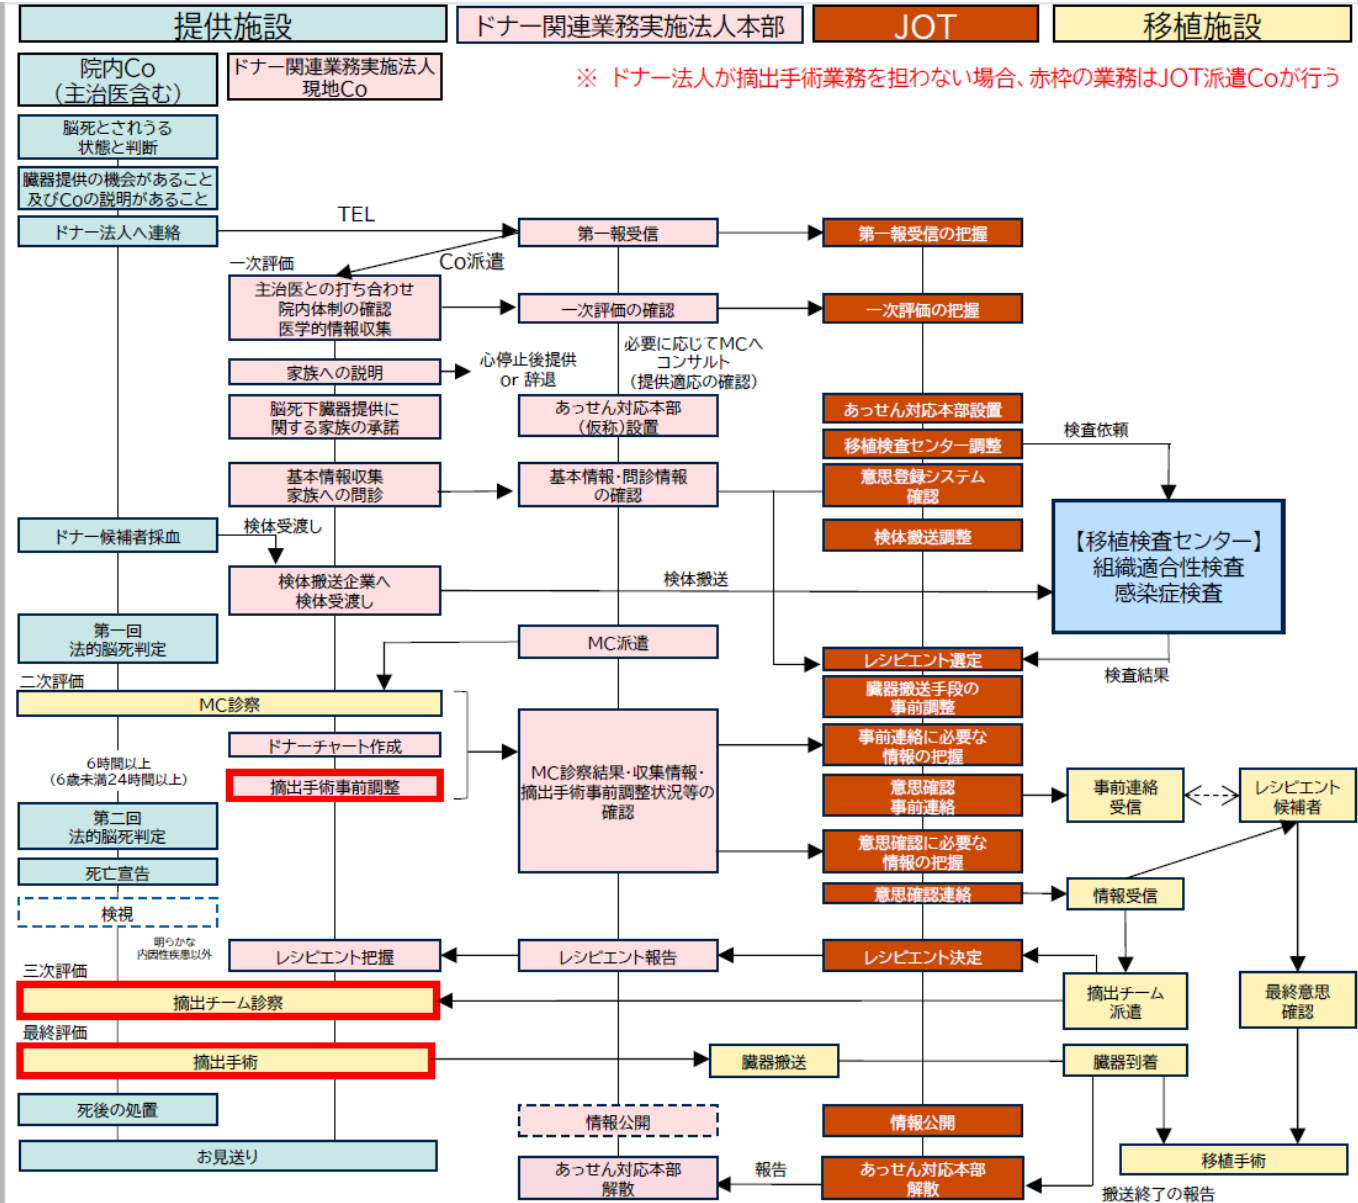 提供施設
ドナー関連業務実施法人本部
JOT
移植施設
院内Co
（主治医含む）
ドナー関連業務実施法人
現地Co
※ ドナー法人が摘出手術業務を担わない場合、赤枠の業務はJOT派遣Coが行う
脳死とされうる
状態と判断
臓器提供の機会があること
及びCoの説明があること
ドナー法人へ連絡
TEL
第一報受信
第一報受信の把握
Co派遣
一次評価
主治医との打ち合わせ
院内体制の確認
医学的情報収集
一次評価の確認
一次評価の把握
必要に応じてMCへ
コンサルト
（提供適応の確認）
家族への説明
心停止後提供
or 辞退
脳死下臓器提供に
関する家族の承諾
あっせん対応本部
（仮称）設置
あっせん対応本部設置
移植検査センター調整
検査依頼
基本情報収集
家族への問診
基本情報・問診情報
の確認
意思登録システム
確認
ドナー候補者採血
検体受渡し
検体搬送調整
【移植検査センター】
組織適合性検査
感染症検査
検体搬送企業へ
検体受渡し
検体搬送
第一回
法的脳死判定
MC派遣
レシピエント選定
検査結果
二次評価
MC診察
臓器搬送手段の
事前調整
ドナーチャート作成
事前連絡に必要な
情報の把握
6時間以上
（6歳未満24時間以上）
摘出手術事前調整
MC診察結果・収集情報・
摘出手術事前調整状況等の
確認
意思確認
事前連絡
事前連絡
受信
レシピエント
候補者
第二回
法的脳死判定
意思確認に必要な
情報の把握
死亡宣告
意思確認連絡
情報受信
検視
明らかな
内因性疾患以外
レシピエント把握
レシピエント報告
レシピエント決定
三次評価
摘出チーム診察
摘出チーム
派遣
最終意思
確認
最終評価
摘出手術
臓器搬送
臓器到着
死後の処置
情報公開
情報公開
お見送り
あっせん対応本部
解散
報告
あっせん対応本部
解散
移植手術
搬送終了の報告